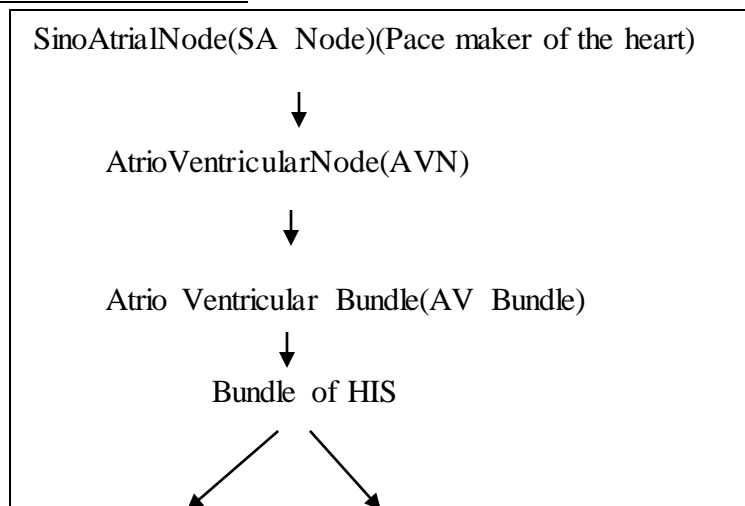 SinoAtrialNode(SA Node)(Pace maker of the heart)
AtrioVentricularNode(AVN)
Atrio Ventricular Bundle(AV Bundle)
Bundle of HIS